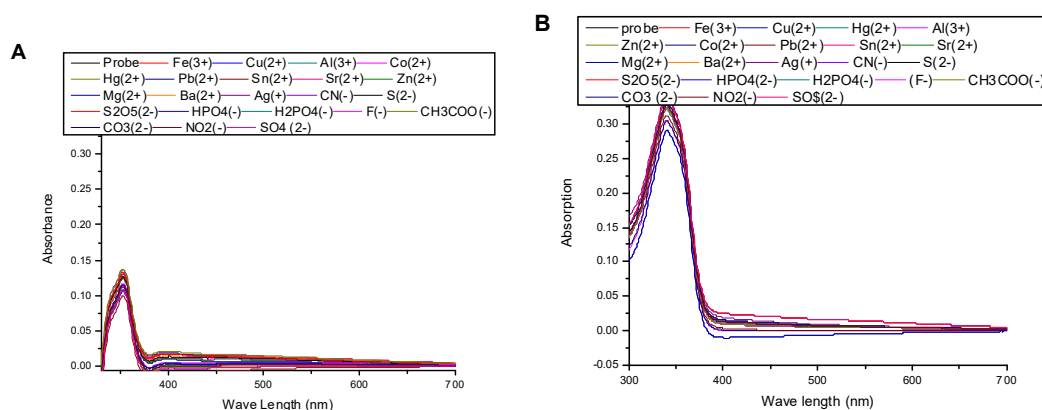 A
Probe Fe(3+) Cu(2+) Al(3+) Co(2+)
Hg(2+) Pb(2+) Sn(2+) Sr(2+) Zn(2+)
Mg(2+) Ba(2+) Ag(+) CN(-) S(2-)
S2O5(2-) HPO4(-) H2PO4(-) F(-) CH3COO(-)
CO3(2-) NO2(-) SO4 (2-)
0.30
0.25
0.20
0.15
0.10
0.05
0.00
400 500 600 700
Absorbance
Wave Length (nm)
B
probe Fe(3+) Cu(2+) Hg(2+) Al(3+)
Zn(2+) Co(2+) Pb(2+) Sn(2+) Sr(2+)
Mg(2+) Ba(2+) Ag(+) CN(-) S(2-)
S2O5(2-) HPO4(2-) H2PO4(-) (F-) CH3COO(-)
CO3 (2-) NO2(-) SO$(2-)
0.30
0.25
0.20
0.15
0.10
0.05
0.00
-0.05
300 400 500 600 700
Absorption
Wave length (nm)